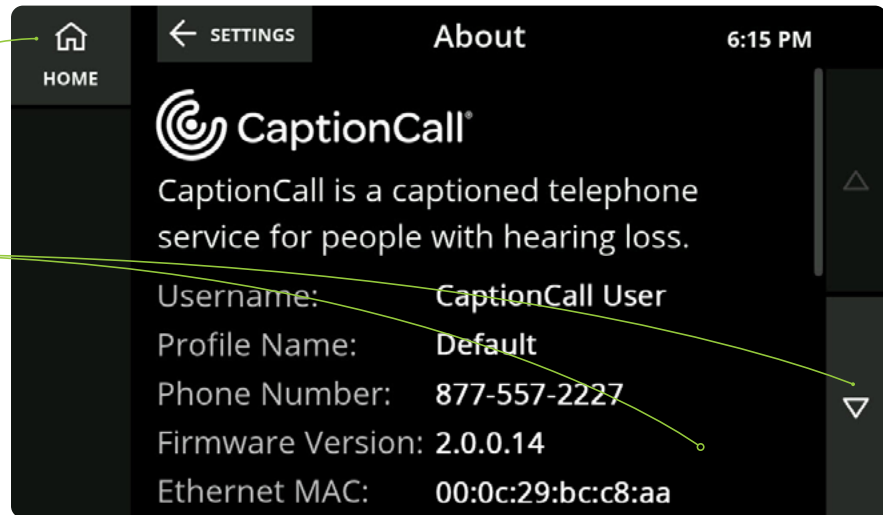 HOME
SETTINGS
About
6:15 PM
CaptionCall®
CaptionCall is a captioned telephone
service for people with hearing loss.
Username: CaptionCall User
Profile Name: Default
Phone Number: 877-557-2227
Firmware Version: 2.0.0.14
Ethernet MAC: 00:0c:29:bc:c8:aa